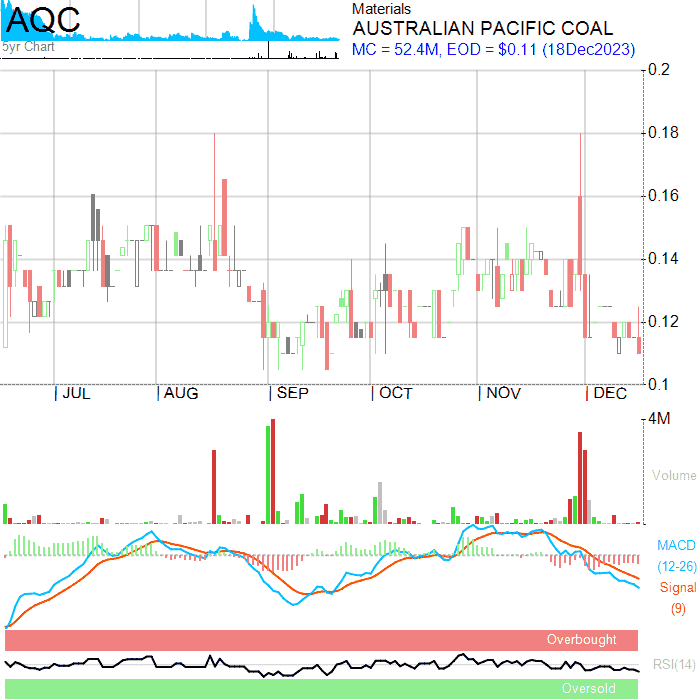 AQC
5yr Chart
Materials
AUSTRALIAN PACIFIC COAL
MC = 52.4M, EOD = $0.11 (18Dec2023)
0.2
0.18
0.16
0.14
0.12
0.1
JUL AUG SEP OCT NOV DEC
4M
Volume
MACD
(12-26)
Signal
(9)
Overbought
RSI(14)
Oversold